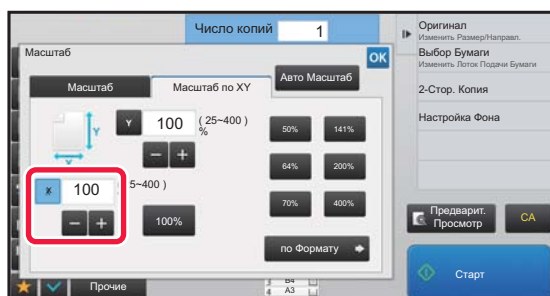 Число копий 1
Масштаб
OK
Масштаб
Масштаб по XY
Авто Масштаб
Y
Y 100 ( 25~400 )
%
X
X 100 5~400 )
100%
50% 141%
64% 200%
70% 400%
по Формату
Прочие
3 B4
4 A3
Оригинал
Изменить Размер/Направл.
Выбор Бумаги
Изменить Лоток Подачи Бумаги
2-Стор. Копия
Настройка Фона
Предварит.
Просмотр
CA
Старт